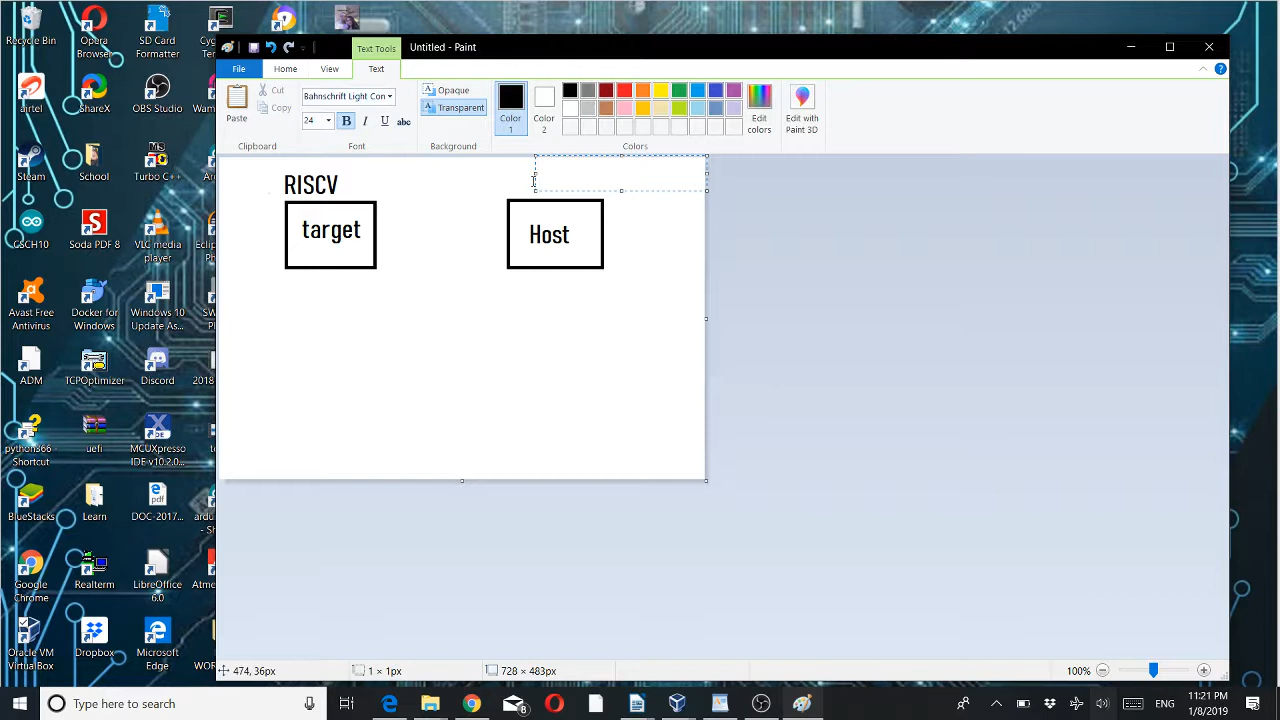 Untitled - Paint
Text Tools
File
Home
View
Text
Paste
Cut
Copy
Clipboard
Bahnschrift Light Con
24
B
I
U
abc
Font
Opaque
Transparent
Background
Color 1
Color 2
Edit colors
Colors
Edit with Paint 3D
RISCV
target
Host
474, 36px
1 × 1px
728 × 483px
100%
Recycle Bin
Opera Browser
SD Card Formatter
airtel
ShareX
OBS Studio
Steam
School
Turbo C++
CSCH10
Soda PDF 8
VLC media player
Avast Free Antivirus
Docker for Windows
Windows 10 Update As...
ADM
TCPOptimizer
Discord
2018
python366 - Shortcut
uefi
MCUXpresso IDE v10.2.0...
BlueStacks
Learn
DOC-2017...
Google Chrome
Realterm
LibreOffice 6.0
Oracle VM Virtual Box
Dropbox
Microsoft Edge
Type here to search
8
ENG
11:21 PM
1/8/2019